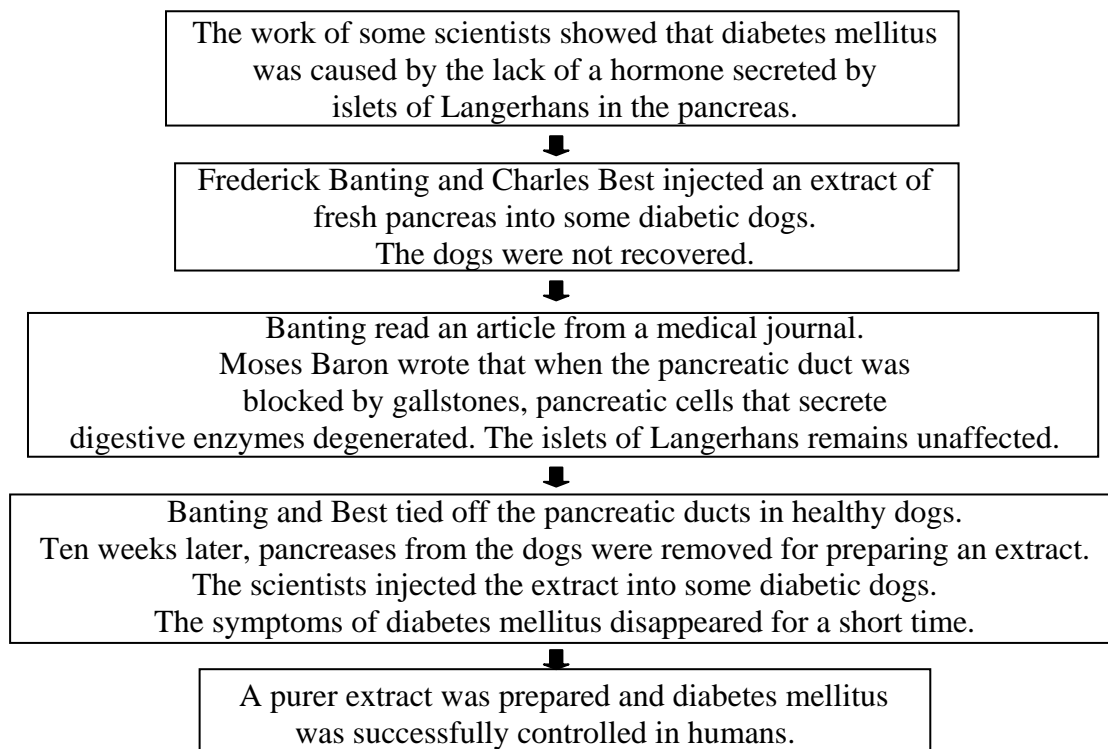 The work of some scientists showed that diabetes mellitus
was caused by the lack of a hormone secreted by
islets of Langerhans in the pancreas.
Frederick Banting and Charles Best injected an extract of
fresh pancreas into some diabetic dogs.
The dogs were not recovered.
Banting read an article from a medical journal.
Moses Baron wrote that when the pancreatic duct was
blocked by gallstones, pancreatic cells that secrete
digestive enzymes degenerated. The islets of Langerhans remains unaffected.
Banting and Best tied off the pancreatic ducts in healthy dogs.
Ten weeks later, pancreases from the dogs were removed for preparing an extract.
The scientists injected the extract into some diabetic dogs.
The symptoms of diabetes mellitus disappeared for a short time.
A purer extract was prepared and diabetes mellitus
was successfully controlled in humans.